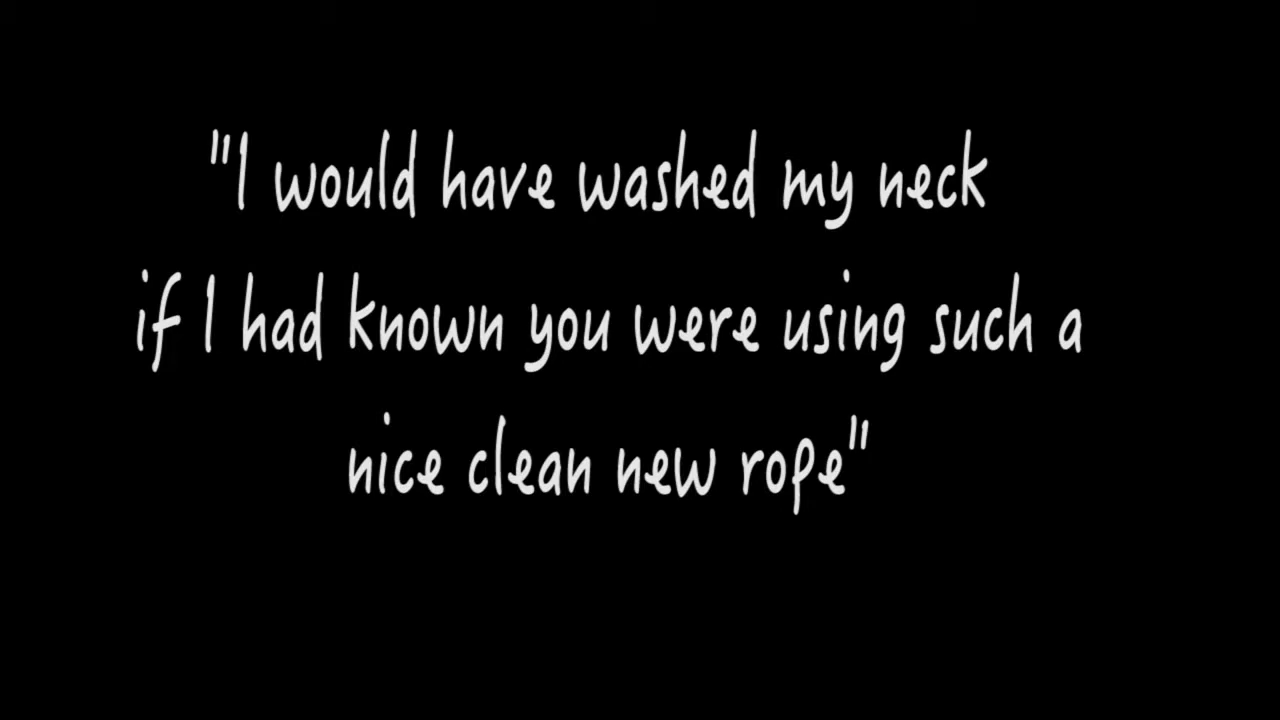 "I would have washed my neck
if I had known you were using such a
nice clean new rope"